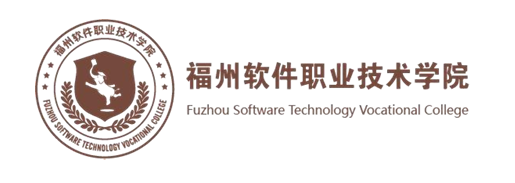 福州软件职业技术学院
FUZHOU SOFTWARE TECHNOLOGY VOCATIONAL COLLEGE
福州软件职业技术学院
Fuzhou Software Technology Vocational College